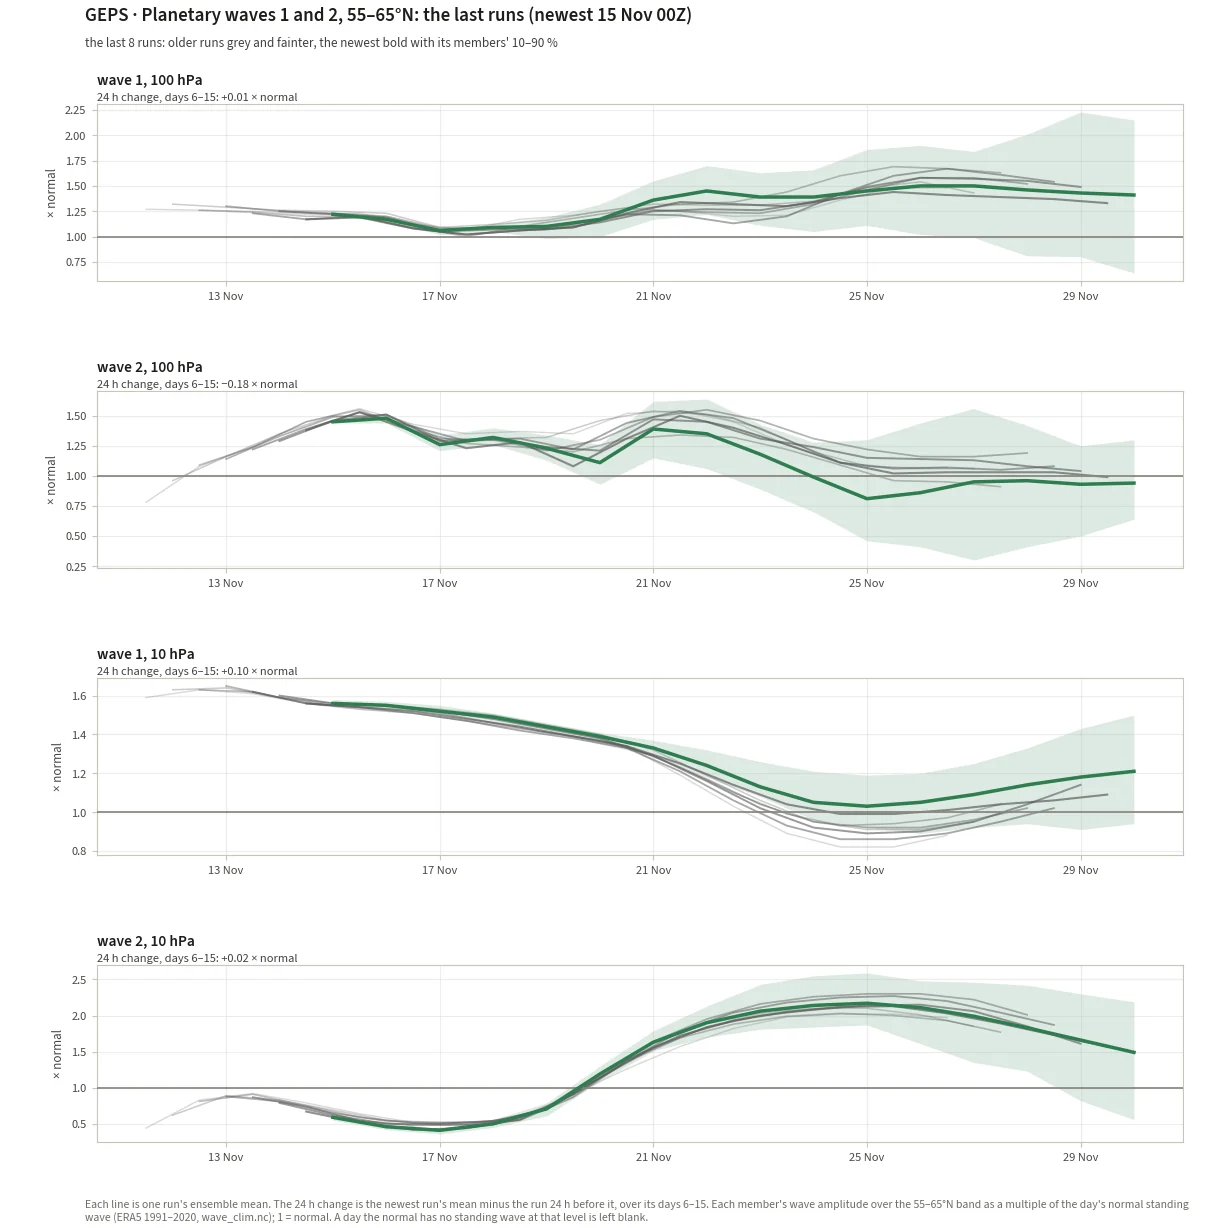 GEPS · Planetary waves 1 and 2, 55–65°N: the last runs (newest 15 Nov 00Z)
the last 8 runs: older runs grey and fainter, the newest bold with its members' 10–90 %
wave 1, 100 hPa
24 h change, days 6–15: +0.01 × normal
2.25
2.00
1.75
1.50
1.25
1.00
0.75
× normal
13 Nov
17 Nov
21 Nov
25 Nov
29 Nov
wave 2, 100 hPa
24 h change, days 6–15: −0.18 × normal
1.50
1.25
1.00
0.75
0.50
0.25
× normal
13 Nov
17 Nov
21 Nov
25 Nov
29 Nov
wave 1, 10 hPa
24 h change, days 6–15: +0.10 × normal
1.6
1.4
1.2
1.0
0.8
× normal
13 Nov
17 Nov
21 Nov
25 Nov
29 Nov
wave 2, 10 hPa
24 h change, days 6–15: +0.02 × normal
2.5
2.0
1.5
1.0
0.5
× normal
13 Nov
17 Nov
21 Nov
25 Nov
29 Nov
Each line is one run's ensemble mean. The 24 h change is the newest run's mean minus the run 24 h before it, over its days 6–15. Each member's wave amplitude over the 55–65°N band as a multiple of the day's normal standing
wave (ERA5 1991–2020, wave_clim.nc); 1 = normal. A day the normal has no standing wave at that level is left blank.